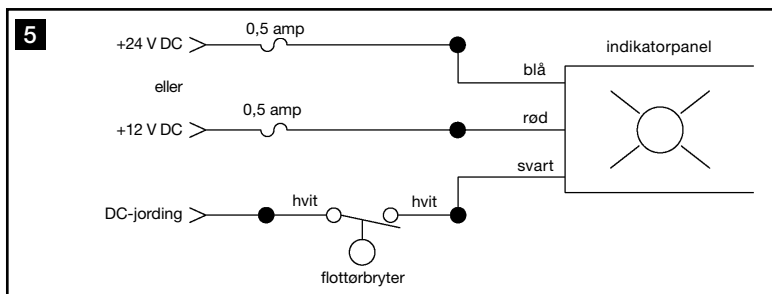 5
+24 V DC
0,5 amp
indikatorpanel
blå
eller
+12 V DC
0,5 amp
rød
svart
DC-jording
hvit
hvit
flottørbryter